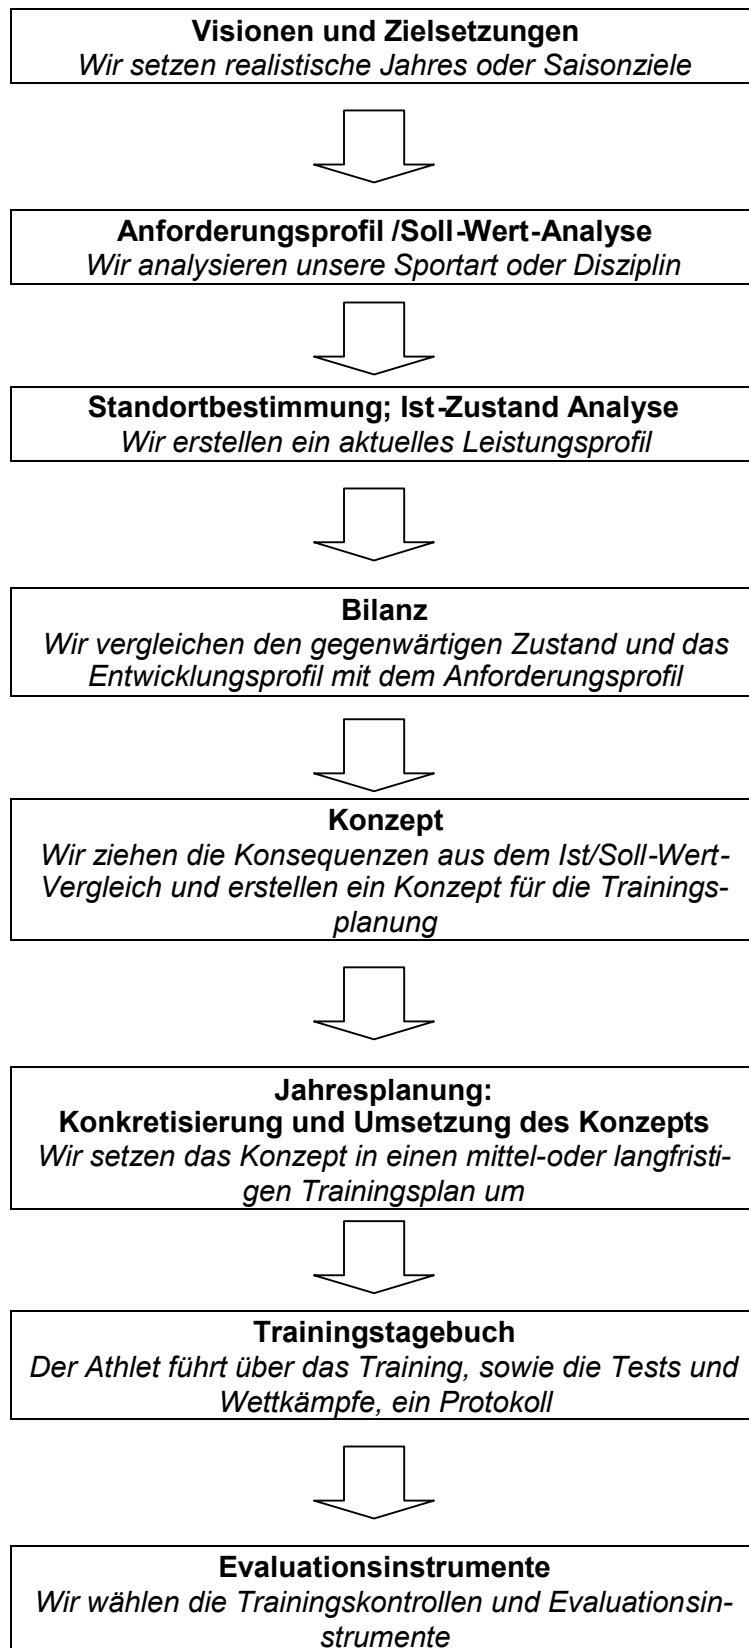 Visionen und Zielsetzungen
Wir setzen realistische Jahres oder Saisonziele
Anforderungsprofil /Soll-Wert-Analyse
Wir analysieren unsere Sportart oder Disziplin
Standortbestimmung; Ist-Zustand Analyse
Wir erstellen ein aktuelles Leistungsprofil
Bilanz
Wir vergleichen den gegenwärtigen Zustand und das
Entwicklungsprofil mit dem Anforderungsprofil
Konzept
Wir ziehen die Konsequenzen aus dem Ist/Soll-Wert-
Vergleich und erstellen ein Konzept für die Trainings-
planung
Jahresplanung:
Konkretisierung und Umsetzung des Konzepts
Wir setzen das Konzept in einen mittel-oder langfristi-
gen Trainingsplan um
Trainingstagebuch
Der Athlet führt über das Training, sowie die Tests und
Wettkämpfe, ein Protokoll
Evaluationsinstrumente
Wir wählen die Trainingskontrollen und Evaluationsin-
strumente